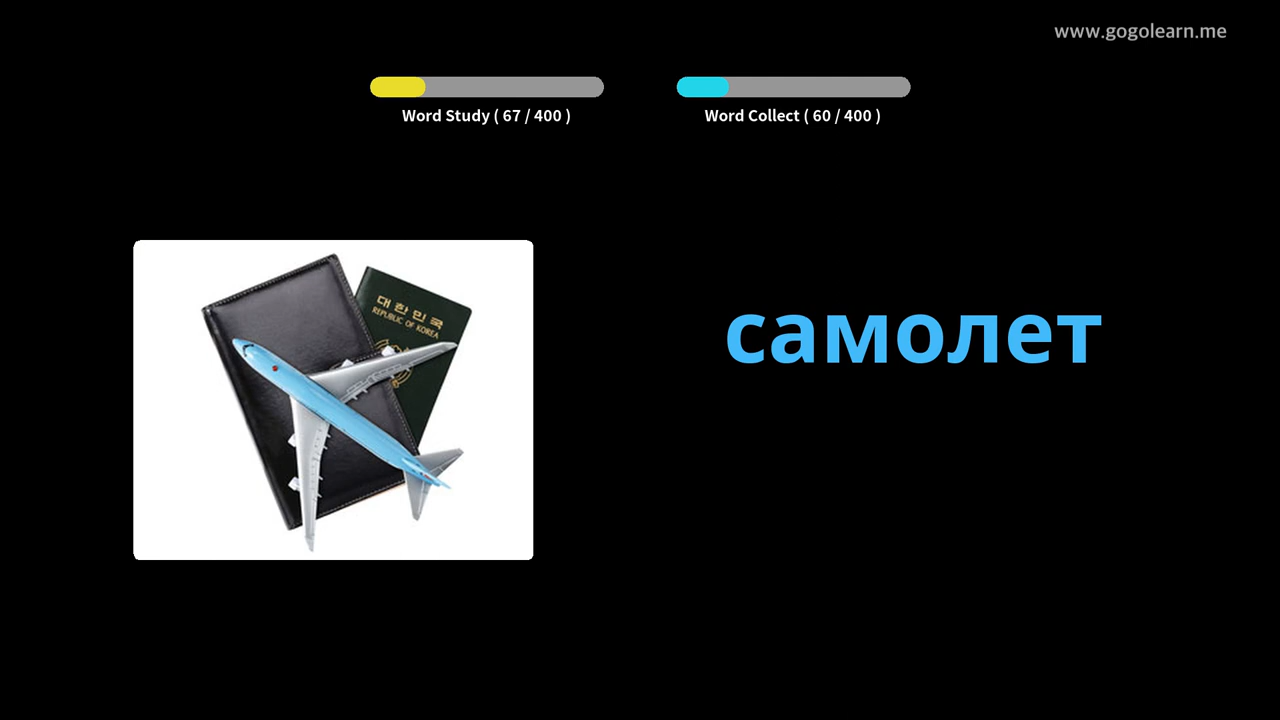 www.gogolearn.me
Word Study ( 67 / 400 )
Word Collect ( 60 / 400 )
대한민국
REPUBLIC OF KOREA
самолет